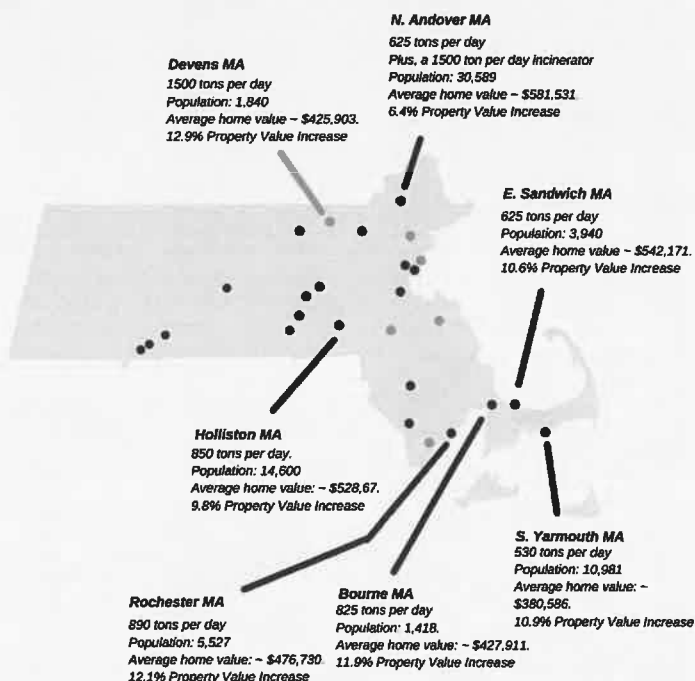 N. Andover MA
625 tons per day
Plus, a 1500 ton per day incinerator
Population: 30,589
Average home value ~ $581,531
6.4% Property Value Increase
Devens MA
1500 tons per day
Population: 1,840
Average home value ~ $425,903.
12.9% Property Value Increase
E. Sandwich MA
625 tons per day
Population: 3,940
Average home value ~ $542,171.
10.6% Property Value Increase
Holliston MA
850 tons per day.
Population: 14,600
Average home value: ~ $528,67.
9.8% Property Value Increase
S. Yarmouth MA
530 tons per day
Population: 10,981
Average home value: ~
$380,586.
10.9% Property Value Increase
Rochester MA
890 tons per day
Population: 5,527
Average home value: ~ $476,730
12.1% Property Value Increase
Bourne MA
825 tons per day
Population: 1,418.
Average home value: ~ $427,911.
11.9% Property Value Increase